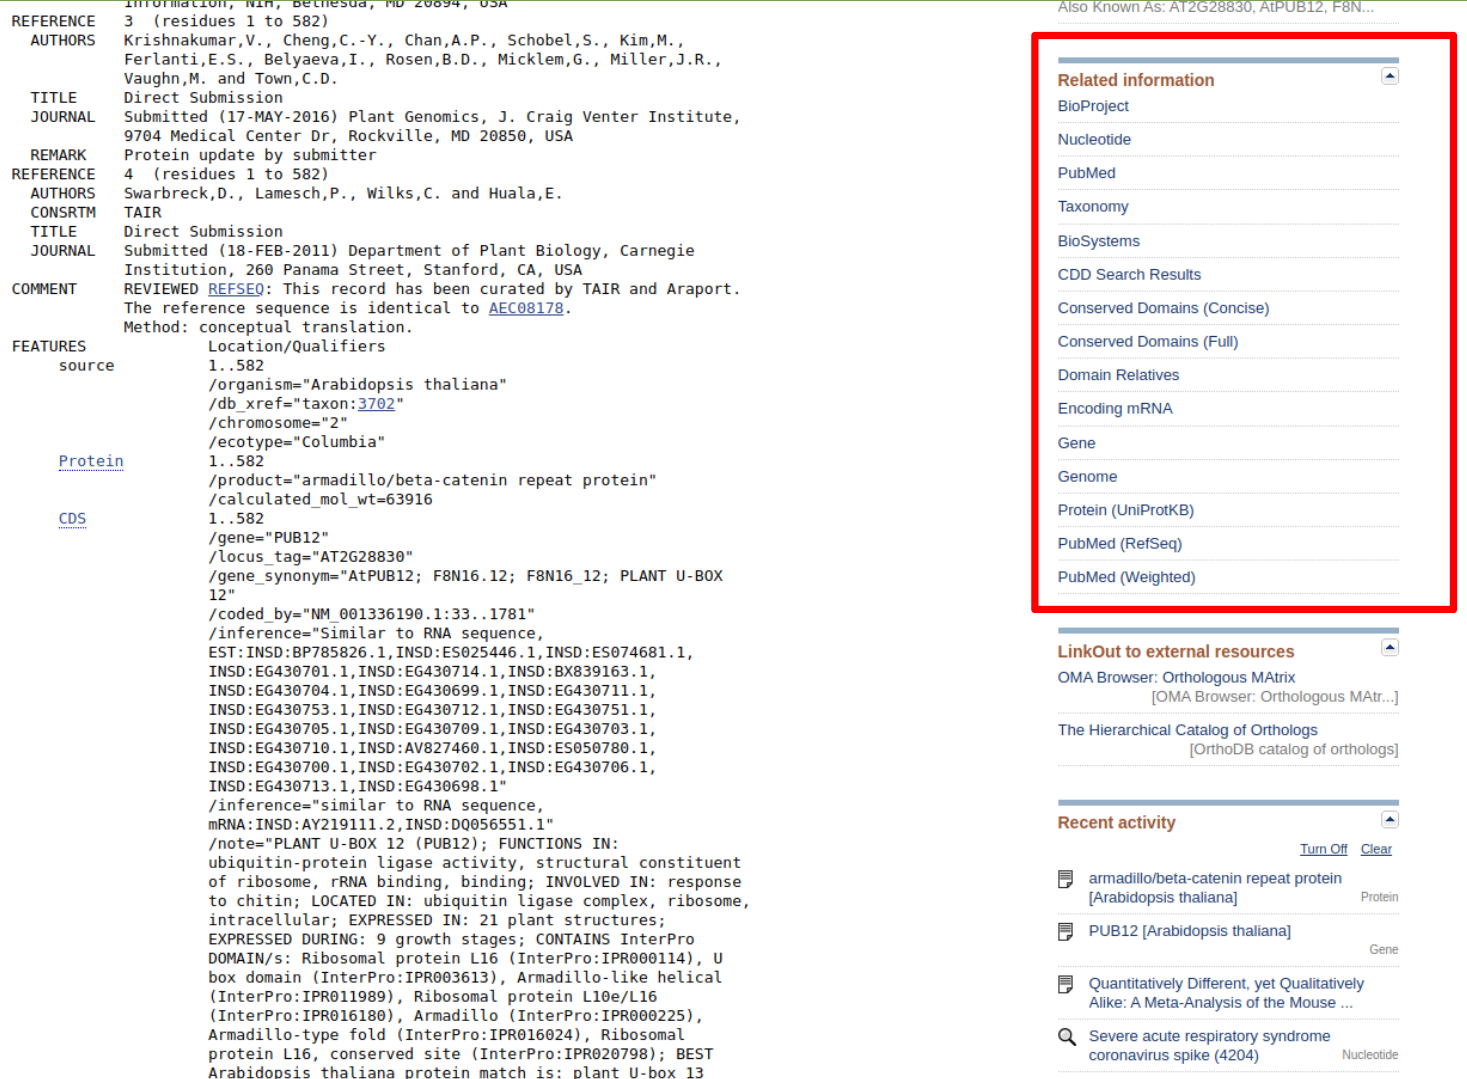 Information, NIH, Bethesda, MD 20894, USA
REFERENCE 3 (residues 1 to 582)
AUTHORS Krishnakumar,V., Cheng,C.-Y., Chan,A.P., Schobel,S., Kim,M.,
Ferlanti,E.S., Belyaeva,I., Rosen,B.D., Micklem,G., Miller,J.R.,
Vaughn,M. and Town,C.D.
TITLE Direct Submission
JOURNAL Submitted (17-MAY-2016) Plant Genomics, J. Craig Venter Institute,
9704 Medical Center Dr, Rockville, MD 20850, USA
REMARK Protein update by submitter
REFERENCE 4 (residues 1 to 582)
AUTHORS Swarbreck,D., Lamesch,P., Wilks,C. and Huala,E.
CONSRTM TAIR
TITLE Direct Submission
JOURNAL Submitted (18-FEB-2011) Department of Plant Biology, Carnegie
Institution, 260 Panama Street, Stanford, CA, USA
COMMENT REVIEWED REFSEQ: This record has been curated by TAIR and Araport.
The reference sequence is identical to AEC08178.
Method: conceptual translation.
FEATURES Location/Qualifiers
source 1..582
/organism="Arabidopsis thaliana"
/db_xref="taxon:3702"
/chromosome="2"
/ecotype="Columbia"
Protein 1..582
/product="armadillo/beta-catenin repeat protein"
/calculated_mol_wt=63916
CDS 1..582
/gene="PUB12"
/locus_tag="AT2G28830"
/gene_synonym="AtPUB12; F8N16.12; F8N16_12; PLANT U-BOX
12"
/coded_by="NM_001336190.1:33..1781"
/inference="Similar to RNA sequence,
EST:INSD:BP785826.1,INSD:ES025446.1,INSD:ES074681.1,
INSD:EG430701.1,INSD:EG430714.1,INSD:BX839163.1,
INSD:EG430704.1,INSD:EG430699.1,INSD:EG430711.1,
INSD:EG430753.1,INSD:EG430712.1,INSD:EG430751.1,
INSD:EG430705.1,INSD:EG430709.1,INSD:EG430703.1,
INSD:EG430710.1,INSD:AV827460.1,INSD:ES050780.1,
INSD:EG430700.1,INSD:EG430702.1,INSD:EG430706.1,
INSD:EG430713.1,INSD:EG430698.1"
/inference="similar to RNA sequence,
mRNA:INSD:AY219111.2,INSD:DQ056551.1"
/note="PLANT U-BOX 12 (PUB12); FUNCTIONS IN:
ubiquitin-protein ligase activity, structural constituent
of ribosome, rRNA binding, binding; INVOLVED IN: response
to chitin; LOCATED IN: ubiquitin ligase complex, ribosome,
intracellular; EXPRESSED IN: 21 plant structures;
EXPRESSED DURING: 9 growth stages; CONTAINS InterPro
DOMAIN/s: Ribosomal protein L16 (InterPro:IPR000114), U
box domain (InterPro:IPR003613), Armadillo-like helical
(InterPro:IPR011989), Ribosomal protein L10e/L16
(InterPro:IPR016180), Armadillo (InterPro:IPR000225),
Armadillo-type fold (InterPro:IPR016024), Ribosomal
protein L16, conserved site (InterPro:IPR020798); BEST
Arabidopsis thaliana protein match is: plant U-box 13
Also Known As: AT2G28830, AtPUB12, F8N...
Related information
BioProject
Nucleotide
PubMed
Taxonomy
BioSystems
CDD Search Results
Conserved Domains (Concise)
Conserved Domains (Full)
Domain Relatives
Encoding mRNA
Gene
Genome
Protein (UniProtKB)
PubMed (RefSeq)
PubMed (Weighted)
LinkOut to external resources
OMA Browser: Orthologous MAtrix
[OMA Browser: Orthologous MAtr...]
The Hierarchical Catalog of Orthologs
[OrthoDB catalog of orthologs]
Recent activity
Turn Off Clear
armadillo/beta-catenin repeat protein
[Arabidopsis thaliana] Protein
PUB12 [Arabidopsis thaliana]
Gene
Quantitatively Different, yet Qualitatively
Alike: A Meta-Analysis of the Mouse ...
Severe acute respiratory syndrome
coronavirus spike (4204) Nucleotide